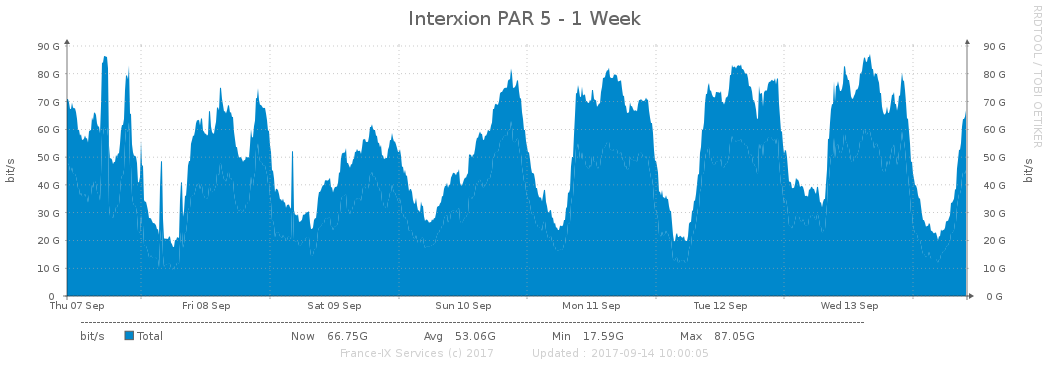 Interxion PAR 5 - 1 Week
RRDTOOL / TOBI OETIKER
90 G 90 G
80 G 80 G
70 G 70 G
60 G 60 G
50 G 50 G
40 G 40 G
30 G 30 G
20 G 20 G
10 G 10 G
0 0 G
bit/s
bit/s
Thu 07 Sep Fri 08 Sep Sat 09 Sep Sun 10 Sep Mon 11 Sep Tue 12 Sep Wed 13 Sep
bit/s Total Now 66.75G Avg 53.06G Min 17.59G Max 87.05G
France-IX Services (c) 2017 Updated : 2017-09-14 10:00:05